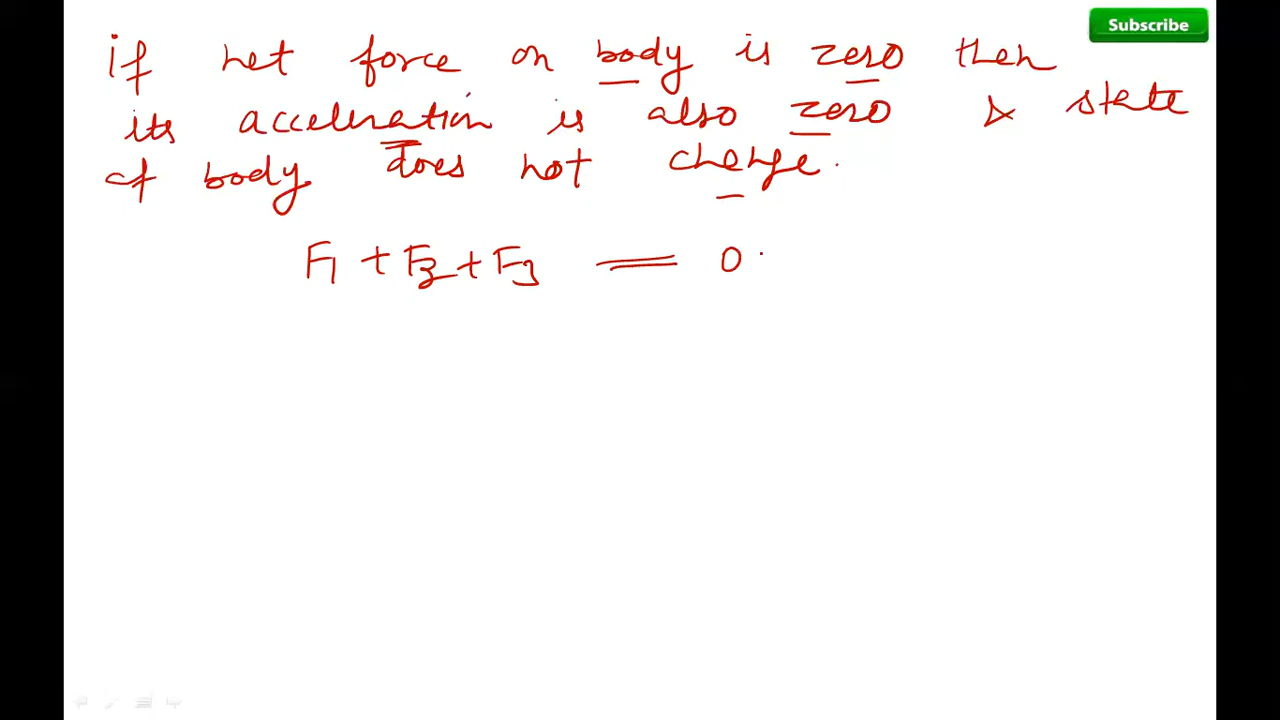 Subscribe
if net force on body is zero then
its acceleration is also zero & state
of body does not change.
F1 + F2 + F3 = 0